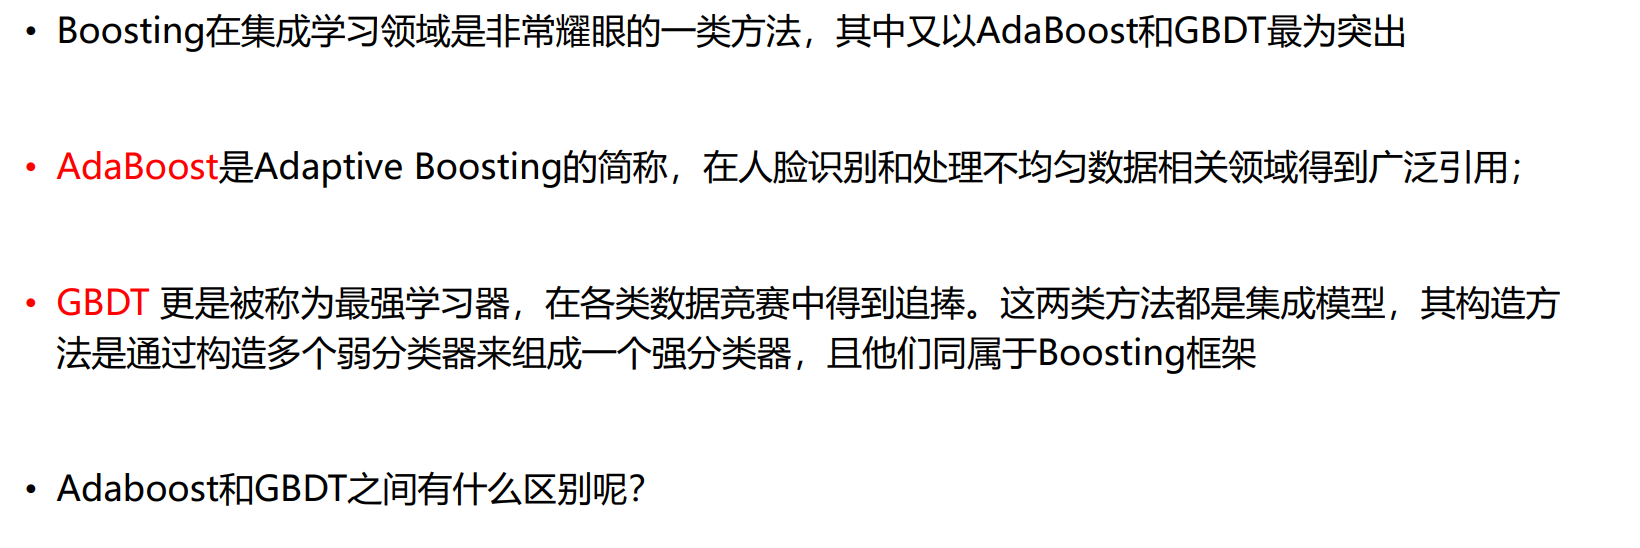 • Boosting在集成学习领域是非常耀眼的一类方法，其中又以AdaBoost和GBDT最为突出
• AdaBoost是Adaptive Boosting的简称，在人脸识别和处理不均匀数据相关领域得到广泛引用；
• GBDT 更是被称为最强学习器，在各类数据竞赛中得到追捧。这两类方法都是集成模型，其构造方
法是通过构造多个弱分类器来组成一个强分类器，且他们同属于Boosting框架
• Adaboost和GBDT之间有什么区别呢？